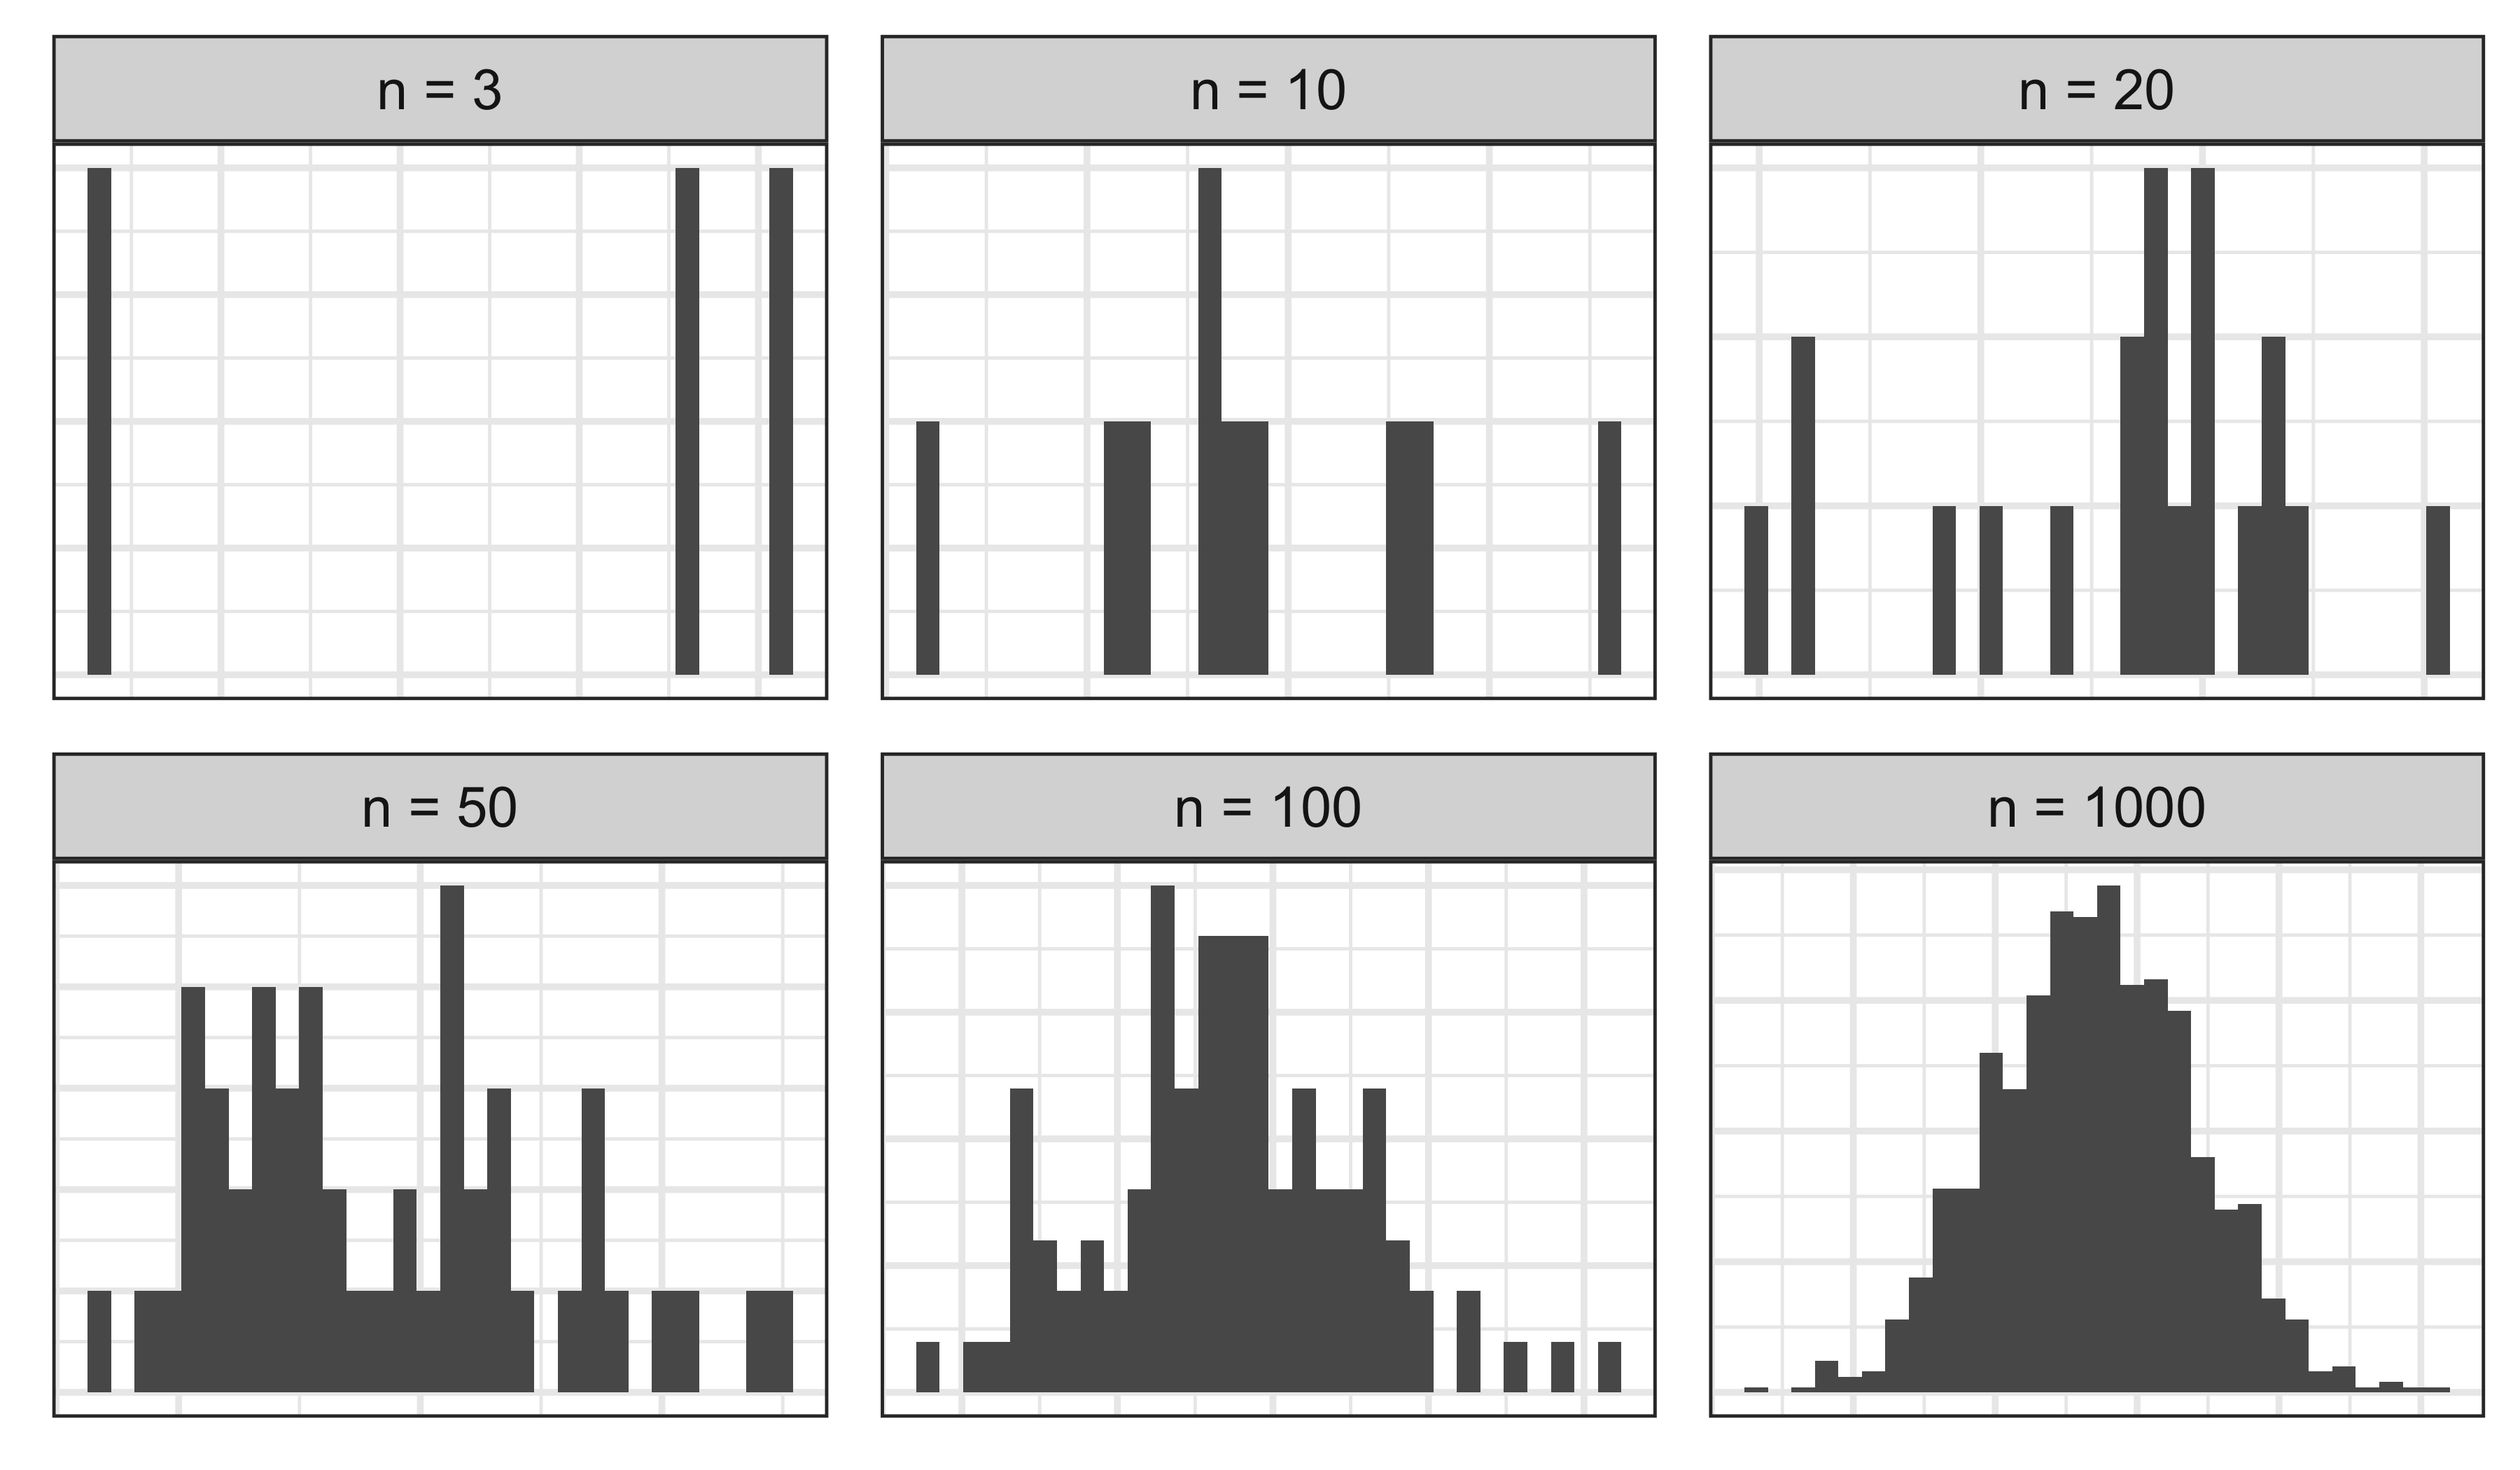 n = 3
n = 10
n = 20
n = 50
n = 100
n = 1000